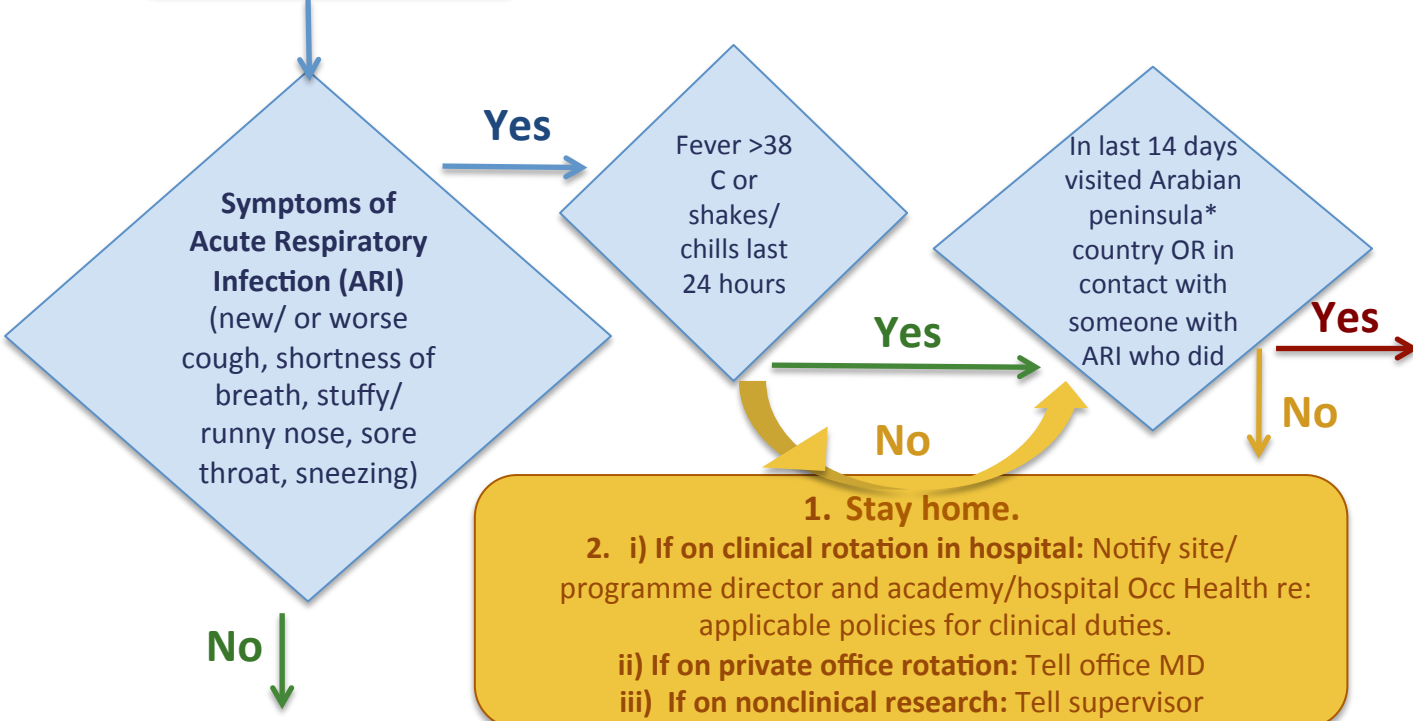 Symptoms of
Acute Respiratory
Infection (ARI)
(new/ or worse
cough, shortness of
breath, stuffy/
runny nose, sore
throat, sneezing)
Yes
No
Fever >38
C or
shakes/
chills last
24 hours
Yes
No
In last 14 days
visited Arabian
peninsula*
country OR in
contact with
someone with
ARI who did
Yes
No
1. Stay home.
2. i) If on clinical rotation in hospital: Notify site/
programme director and academy/hospital Occ Health re:
applicable policies for clinical duties.
ii) If on private office rotation: Tell office MD
iii) If on nonclinical research: Tell supervisor